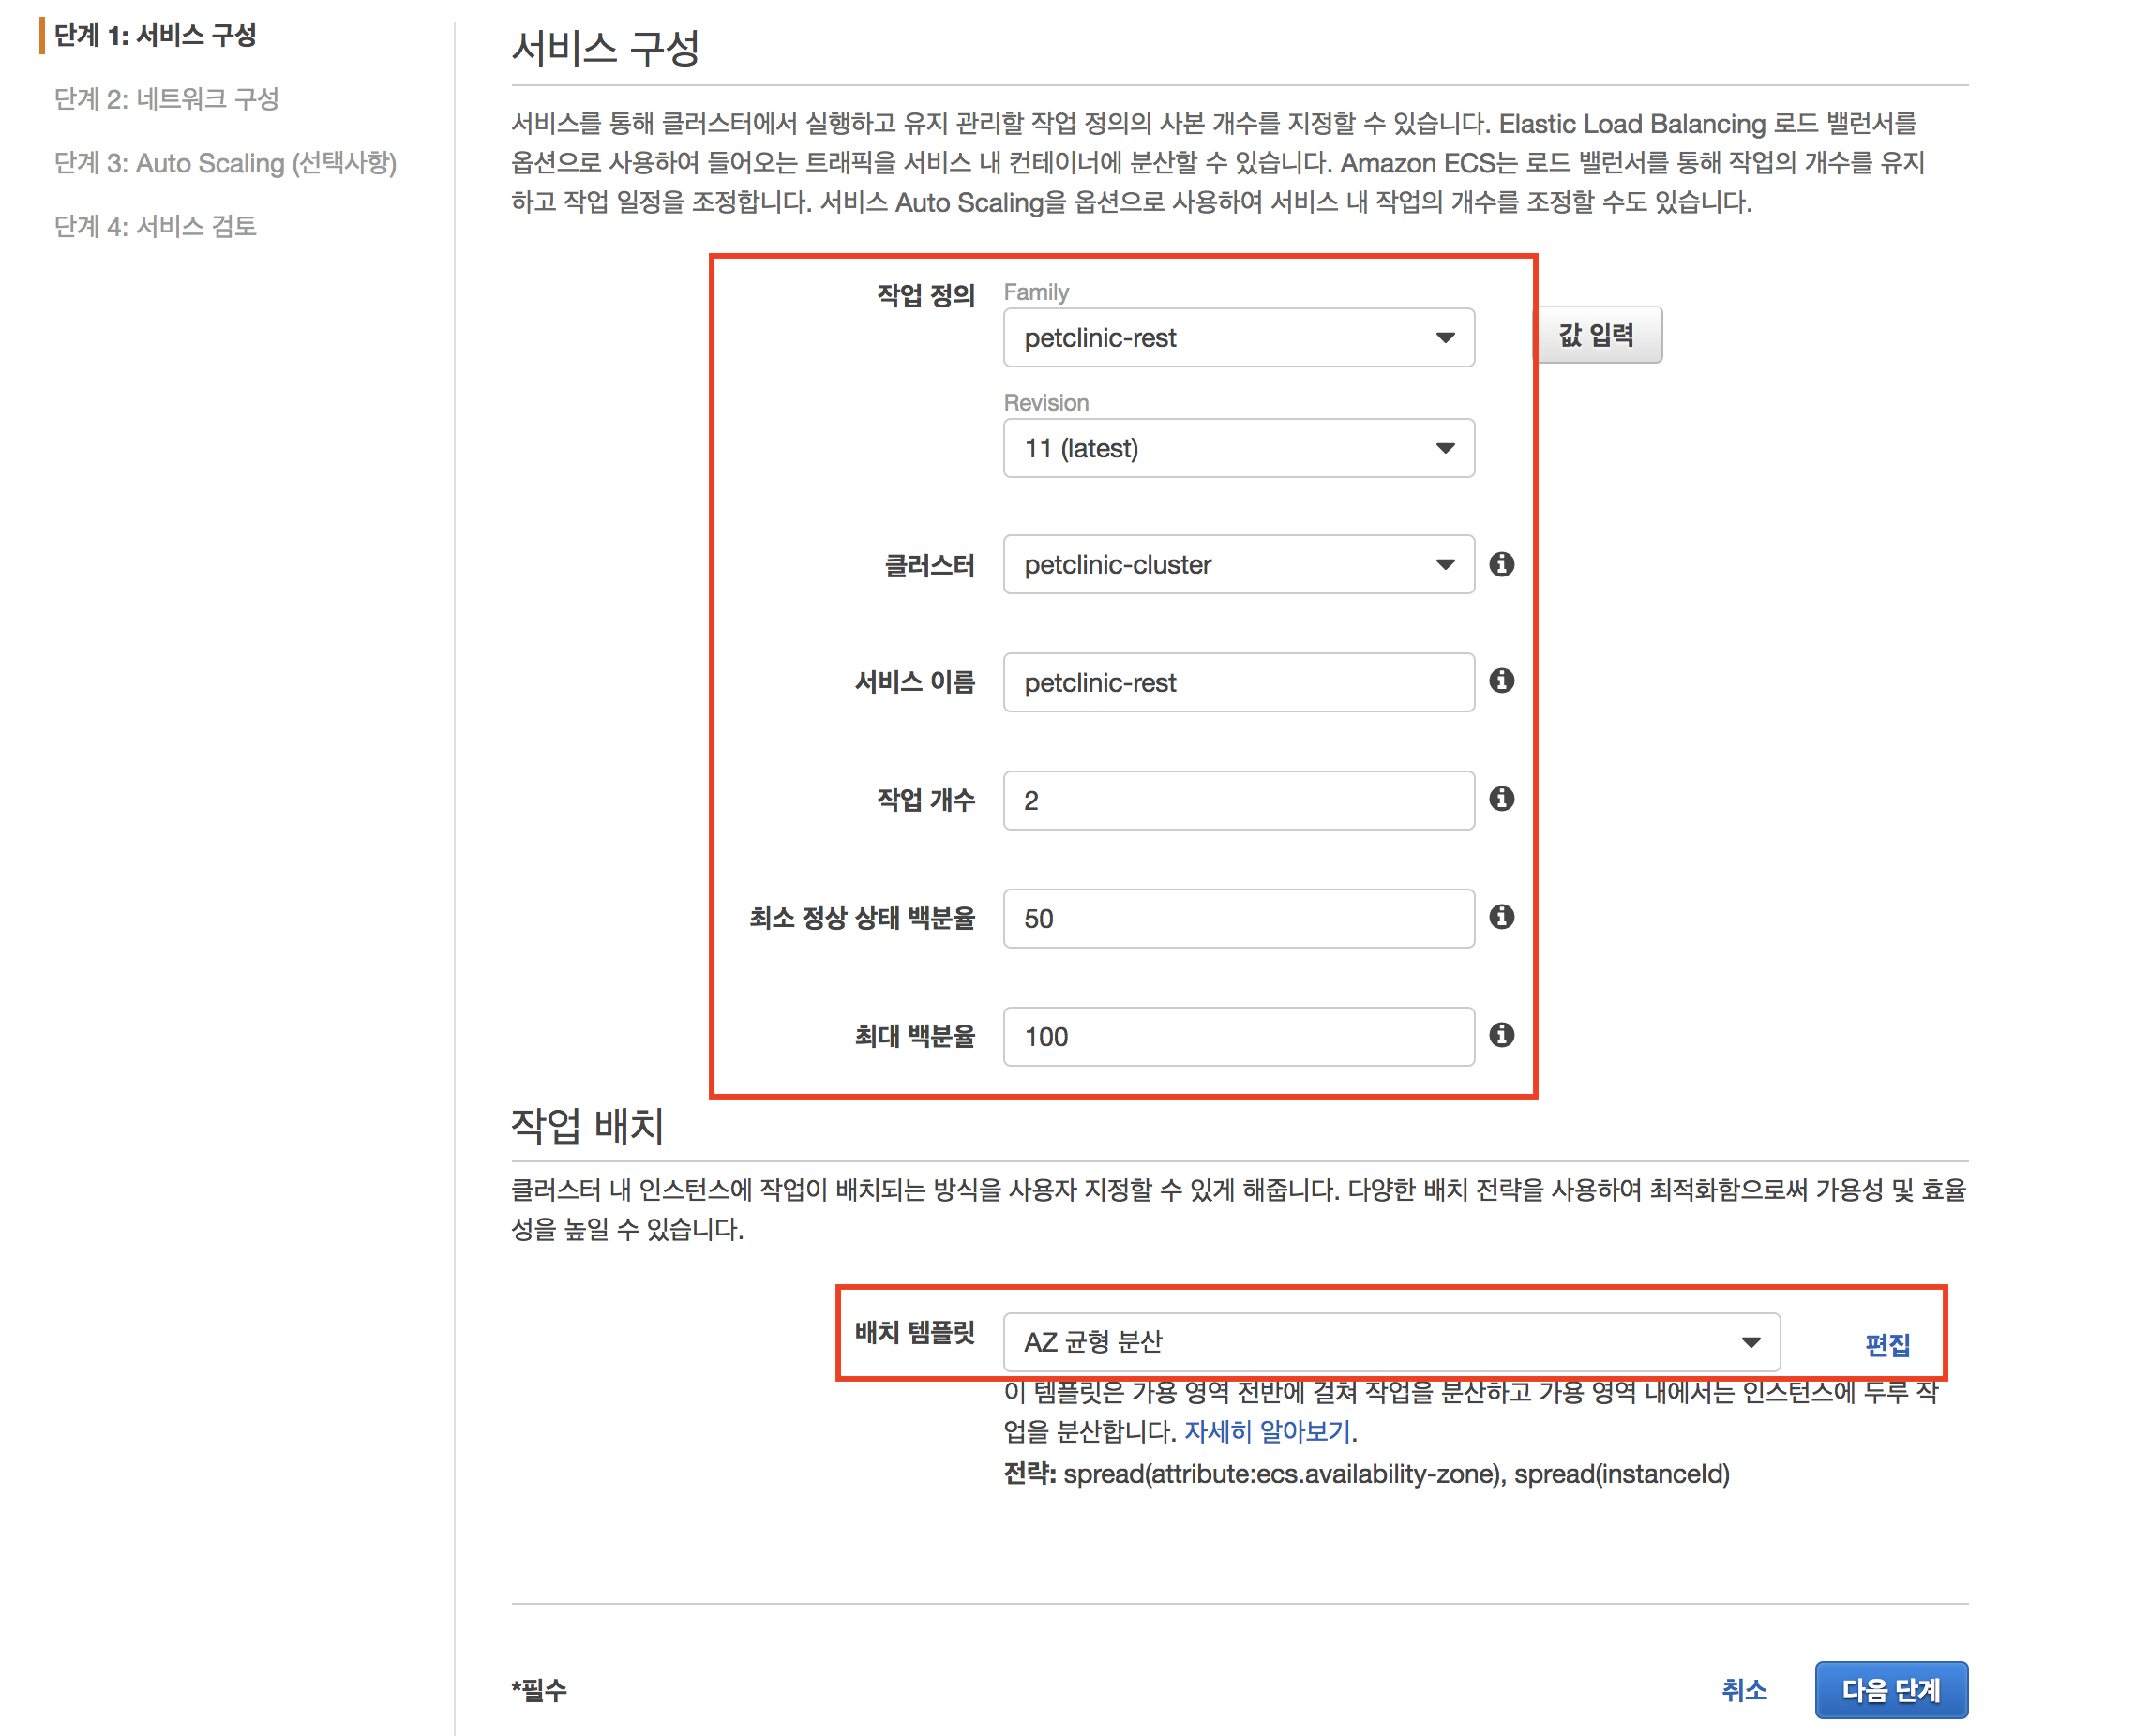 단계 1: 서비스 구성
단계 2: 네트워크 구성
단계 3: Auto Scaling (선택사항)
단계 4: 서비스 검토
서비스 구성
서비스를 통해 클러스터에서 실행하고 유지 관리할 작업 정의의 사본 개수를 지정할 수 있습니다. Elastic Load Balancing 로드 밸런서를
옵션으로 사용하여 들어오는 트래픽을 서비스 내 컨테이너에 분산할 수 있습니다. Amazon ECS는 로드 밸런서를 통해 작업의 개수를 유지
하고 작업 일정을 조정합니다. 서비스 Auto Scaling을 옵션으로 사용하여 서비스 내 작업의 개수를 조정할 수도 있습니다.
작업 정의
Family
petclinic-rest
값 입력
Revision
11 (latest)
클러스터
petclinic-cluster
서비스 이름
petclinic-rest
작업 개수
2
최소 정상 상태 백분율
50
최대 백분율
100
작업 배치
클러스터 내 인스턴스에 작업이 배치되는 방식을 사용자 지정할 수 있게 해줍니다. 다양한 배치 전략을 사용하여 최적화함으로써 가용성 및 효율
성을 높일 수 있습니다.
배치 템플릿
AZ 균형 분산
편집
이 템플릿은 가용 영역 전반에 걸쳐 작업을 분산하고 가용 영역 내에서는 인스턴스에 두루 작
업을 분산합니다. 자세히 알아보기.
전략: spread(attribute:ecs.availability-zone), spread(instanceId)
*필수
취소
다음 단계